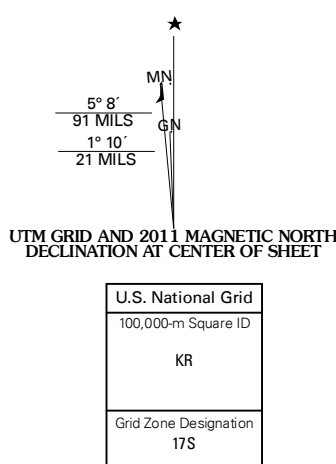 MN
5° 8´
91 MILS
GN
1° 10´
21 MILS
UTM GRID AND 2011 MAGNETIC NORTH
DECLINATION AT CENTER OF SHEET
U.S. National Grid
100,000-m Square ID
KR
Grid Zone Designation
17S